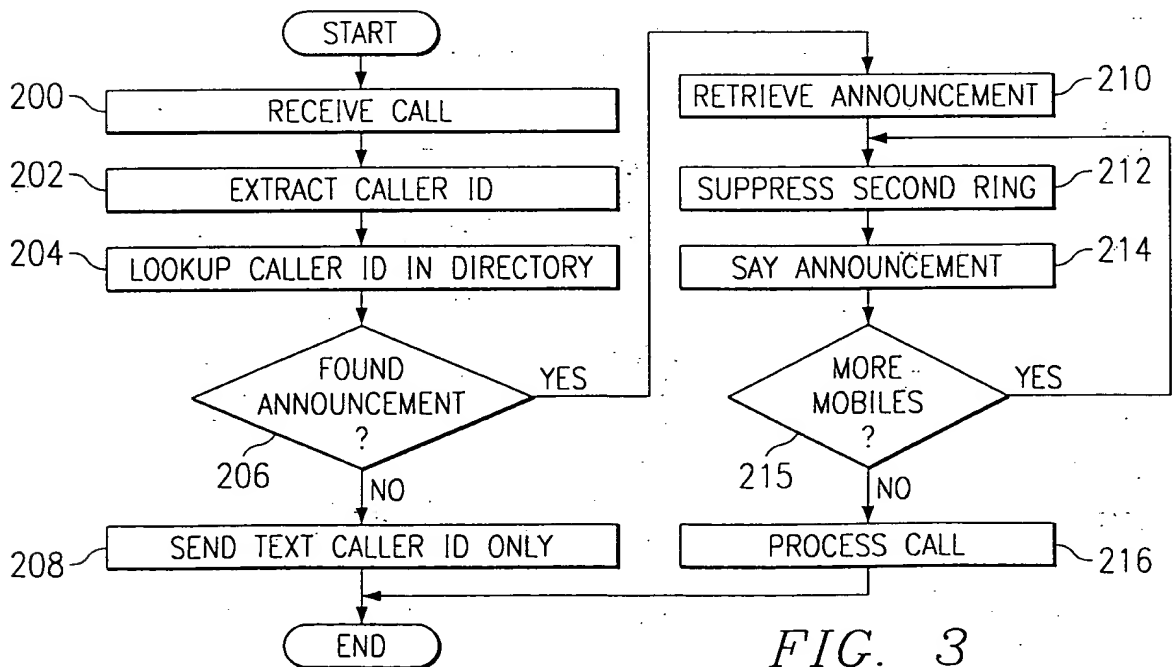 START
200
RECEIVE CALL
202
EXTRACT CALLER ID
204
LOOKUP CALLER ID IN DIRECTORY
FOUND
ANNOUNCEMENT
?
YES
206
NO
208
SEND TEXT CALLER ID ONLY
END
RETRIEVE ANNOUNCEMENT
210
SUPPRESS SECOND RING
212
SAY ANNOUNCEMENT
214
MORE
MOBILES
?
YES
215
NO
PROCESS CALL
216
FIG. 3